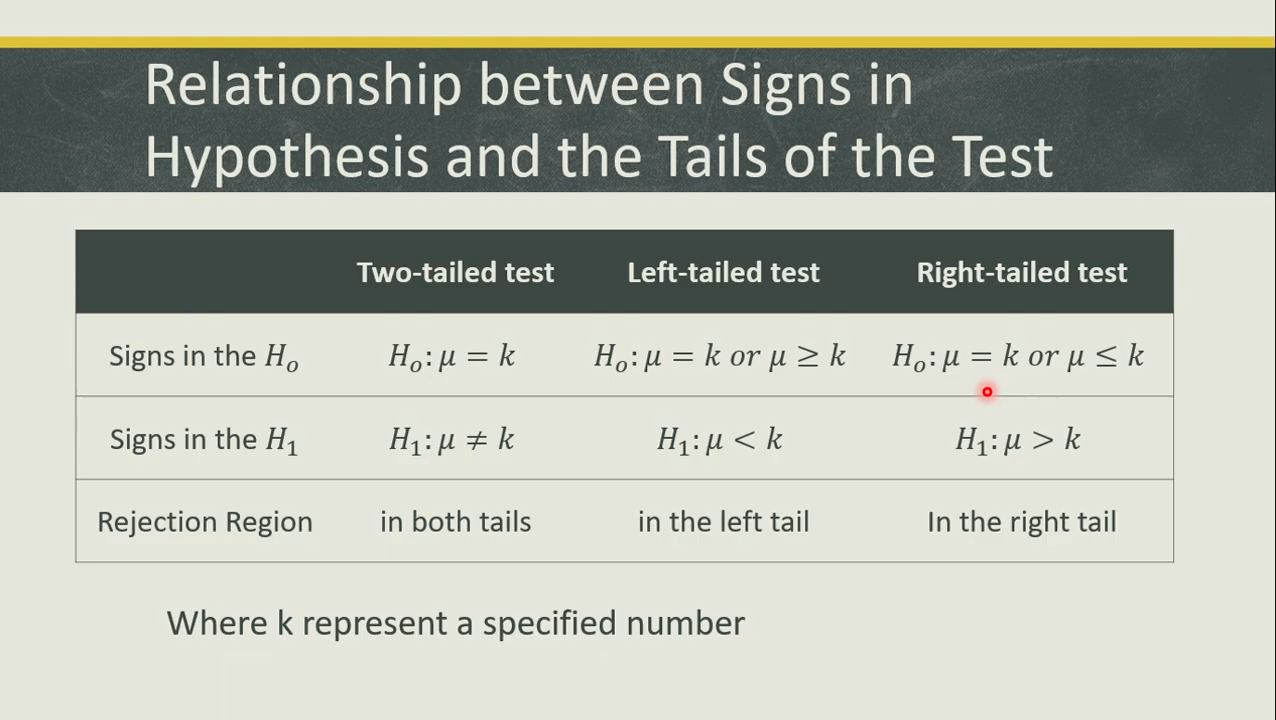 Relationship between Signs in
Hypothesis and the Tails of the Test
Two-tailed test Left-tailed test Right-tailed test
Signs in the Hₒ Hₒ: μ = k Hₒ: μ = k or μ ≥ k Hₒ: μ = k or μ ≤ k
Signs in the H₁ H₁: μ ≠ k H₁: μ < k H₁: μ > k
Rejection Region in both tails in the left tail In the right tail
Where k represent a specified number